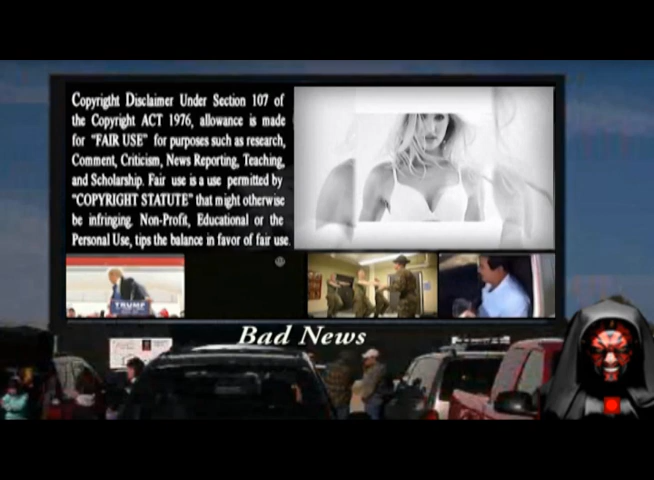 Copyrigtht Disclaimer Under Section 107 of
the Copyright ACT 1976, allowance is made
for "FAIR USE" for purposes such as research,
Comment, Criticism, News Reporting, Teaching,
and Scholarship. Fair use is a use permitted by
"COPYRIGHT STATUTE" that might otherwise
be infringing. Non-Profit, Educational or the
Personal Use, tips the balance in favor of fair use.
TRUMP
Bad News